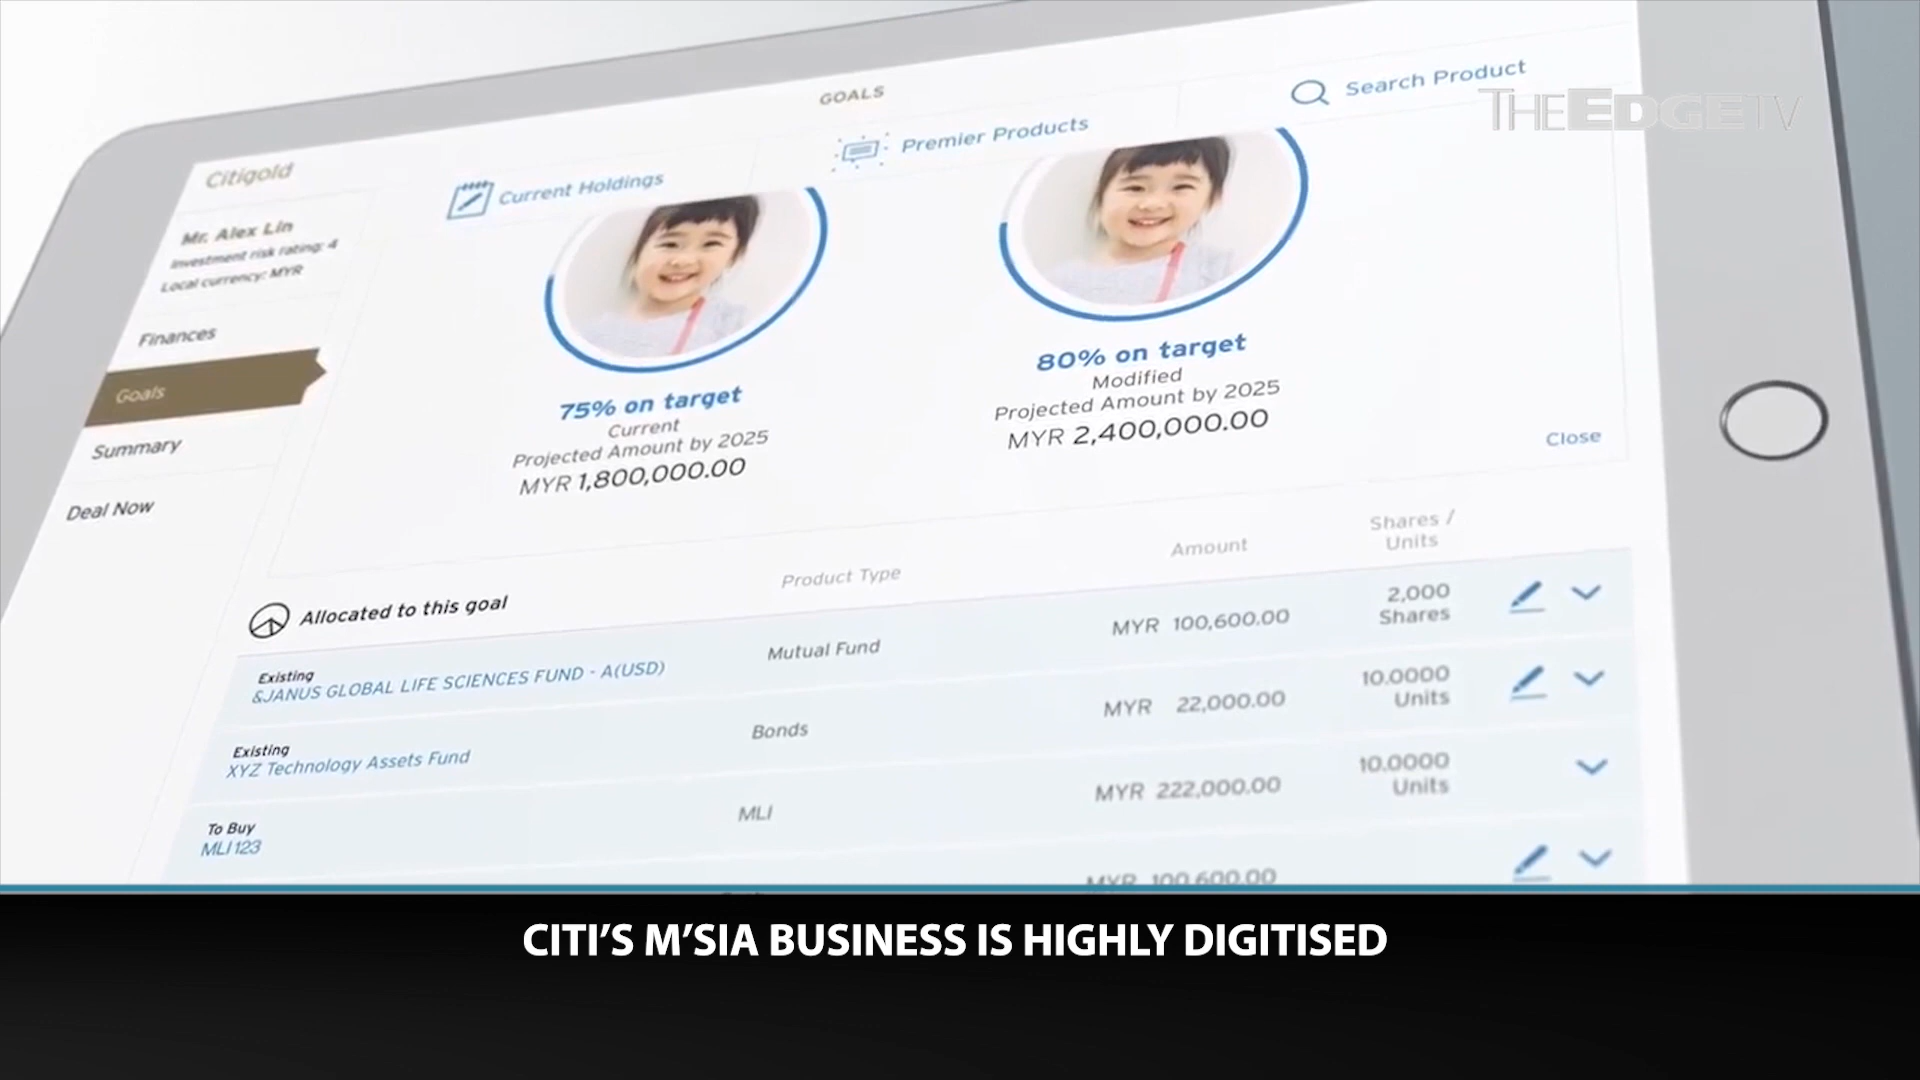 THEEDGETV
GOALS
Search Product
Premier Products
Current Holdings
Citigold
Mr. Alex Lin
Investment risk rating: 4
Local currency: MYR
Finances
Goals
Summary
Deal Now
75% on target
Current
Projected Amount by 2025
MYR 1,800,000.00
80% on target
Modified
Projected Amount by 2025
MYR 2,400,000.00
Close
Allocated to this goal
Product Type
Amount
Shares /
Units
Existing
&JANUS GLOBAL LIFE SCIENCES FUND - A(USD)
Mutual Fund
MYR 100,600.00
2,000
Shares
Existing
XYZ Technology Assets Fund
Bonds
MYR 22,000.00
10.0000
Units
To Buy
MLI 123
MLI
MYR 222,000.00
10.0000
Units
MYR 100,600.00
CITI'S M'SIA BUSINESS IS HIGHLY DIGITISED